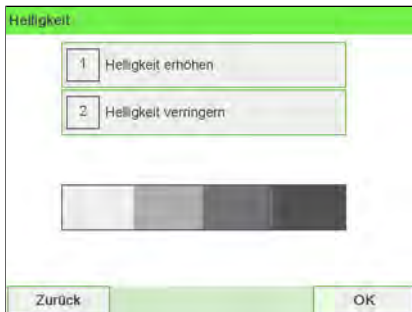 Helligkeit
1 Helligkeit erhöhen
2 Helligkeit verringern
Zurück OK